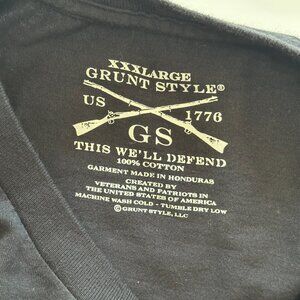 XXXLARGE
GRUNT STYLE®
US 1776
GS
THIS WE'LL DEFEND
100% COTTON
GARMENT MADE IN HONDURAS
CREATED BY
VETERANS AND PATRIOTS IN
THE UNITED STATES OF AMERICA
MACHINE WASH COLD - TUMBLE DRY LOW
©GRUNT STYLE, LLC